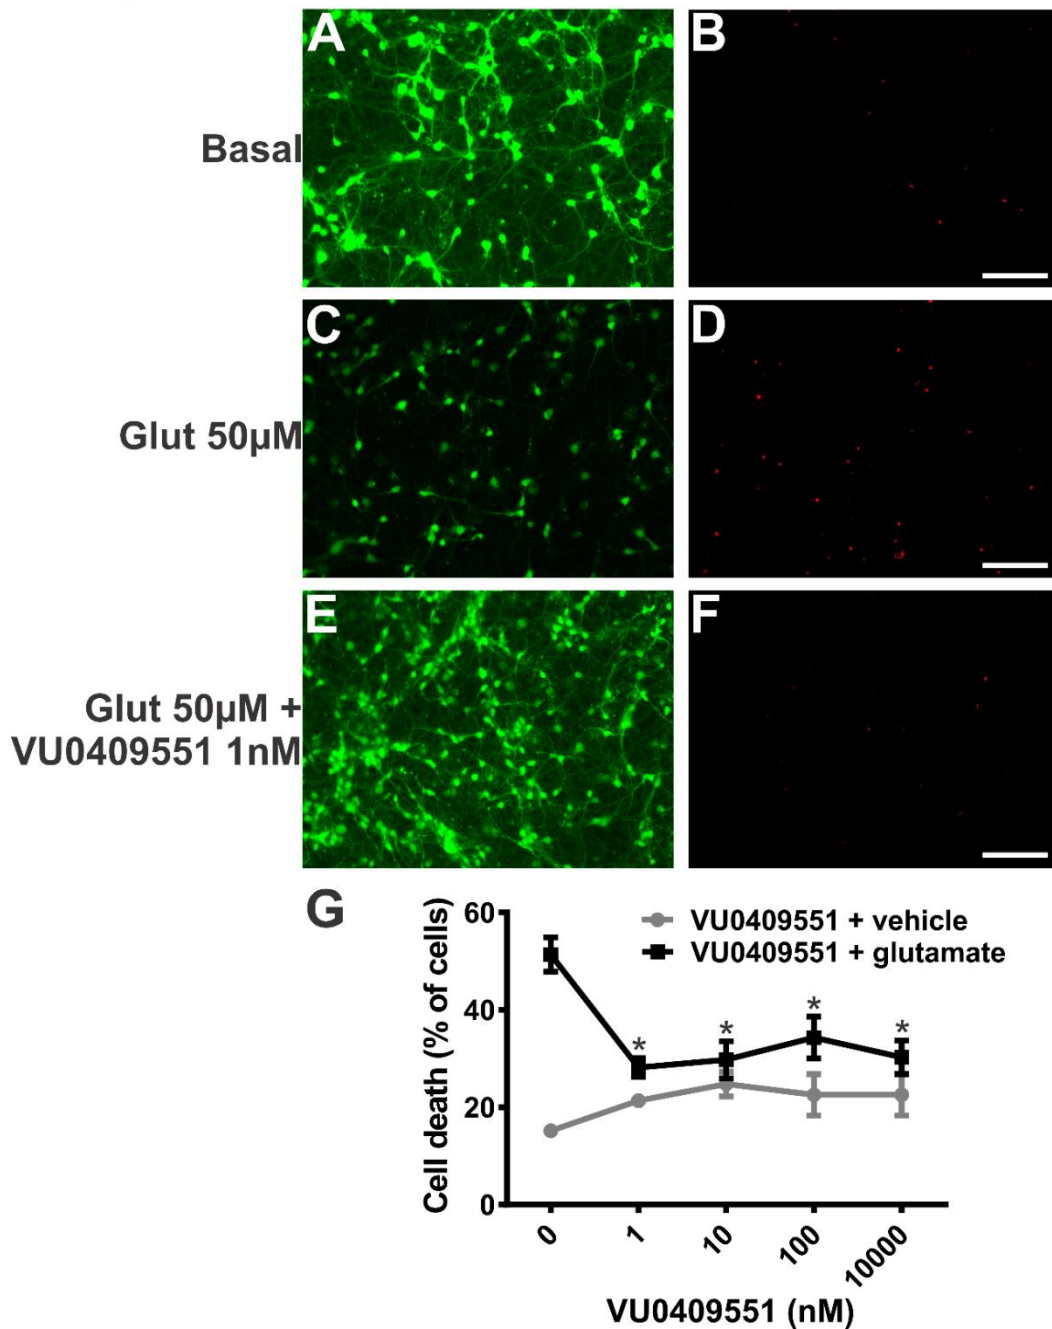 A
B
Basal
C
D
Glut 50µM
E
F
Glut 50µM +
VU0409551 1nM
G
60
40
20
0
Cell death (% of cells)
VU0409551 + vehicle
VU0409551 + glutamate
*
*
*
*
0
1
10
100
10000
VU0409551 (nM)